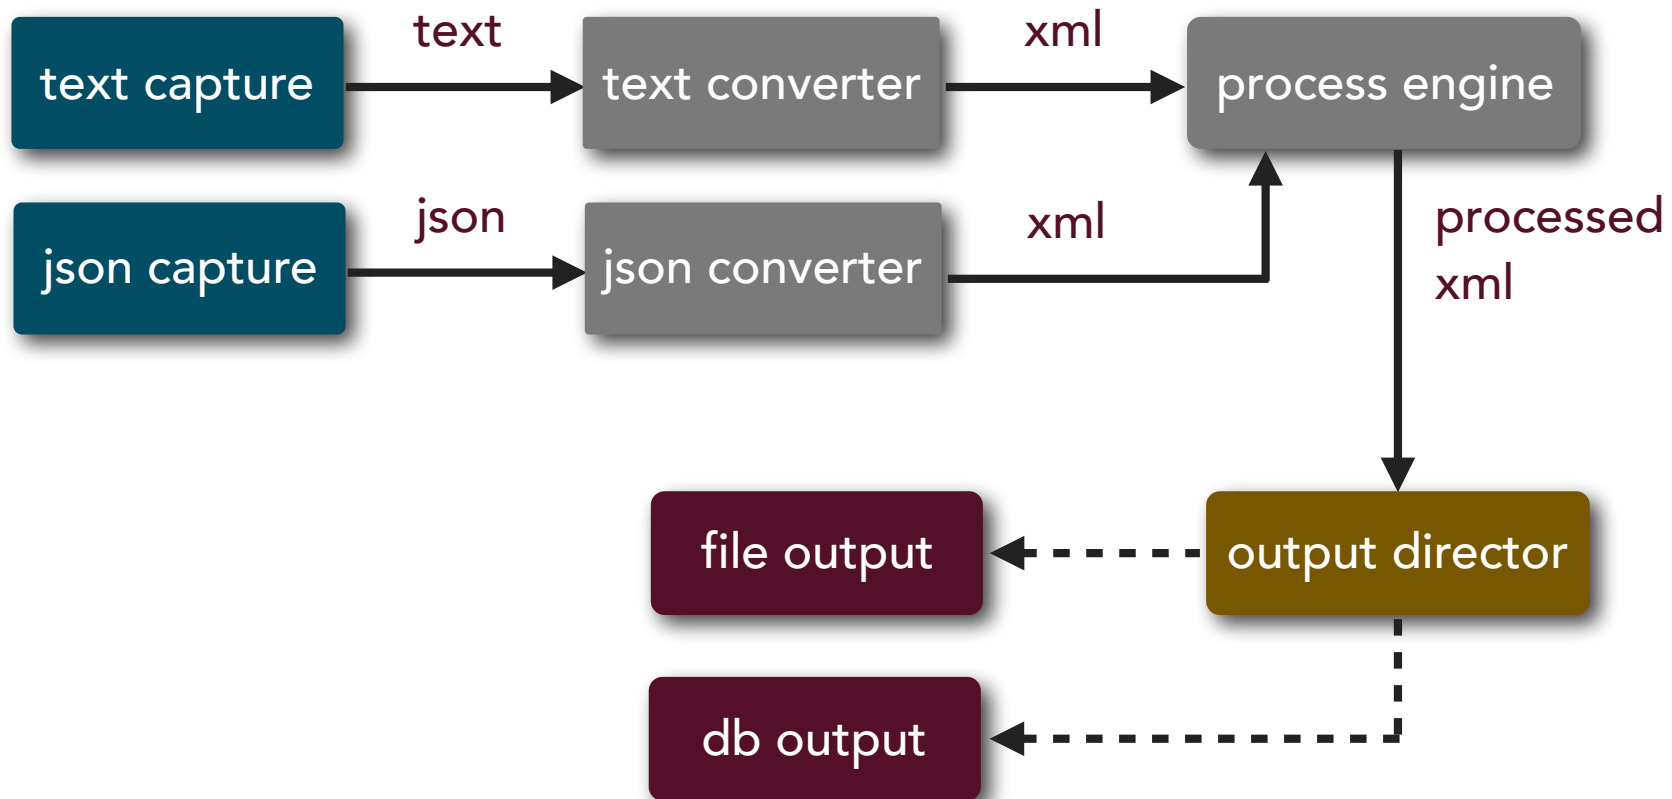 text
xml
text capture
text converter
process engine
json
xml
processed
xml
json capture
json converter
file output
output director
db output